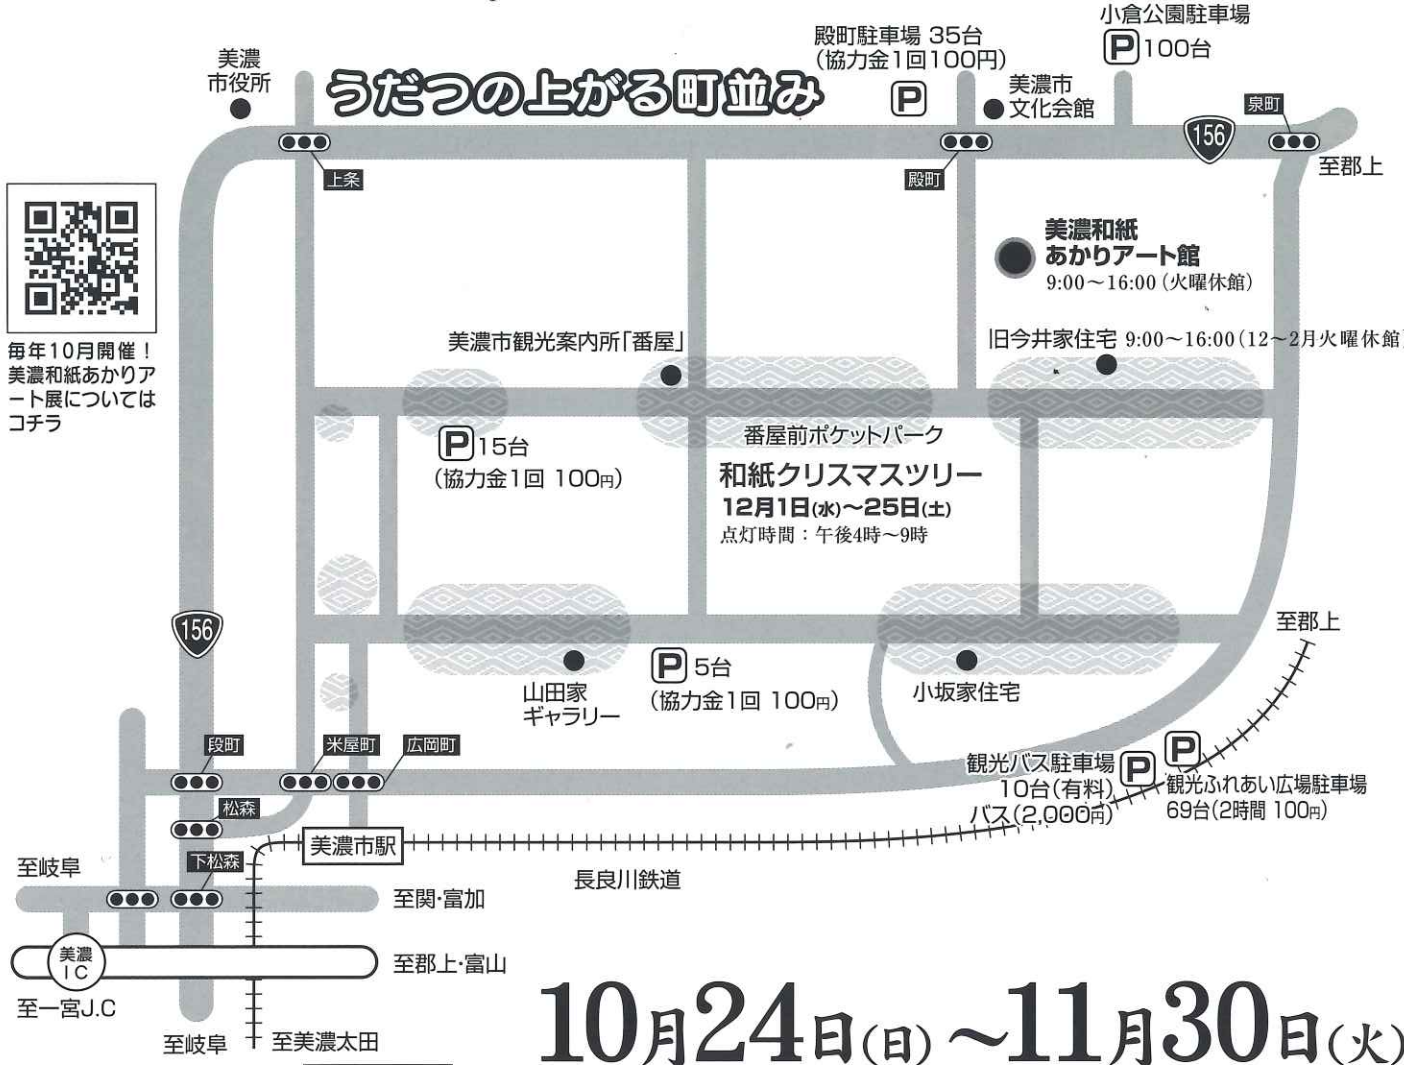 小倉公園駐車場
P 100台
殿町駐車場 35台
(協力金1回100円)
P
美濃
市役所
うだつの上がる町並み
美濃市
文化会館
泉町
156
上条
殿町
至郡上
毎年10月開催！
美濃和紙あかりア
ート展については
コチラ
美濃和紙
あかりアート館
9:00〜16:00(火曜休館)
美濃市観光案内所「番屋」
旧今井家住宅 9:00〜16:00(12〜2月火曜休館)
P 15台
(協力金1回 100円)
番屋前ポケットパーク
和紙クリスマスツリー
12月1日(水)〜25日(土)
点灯時間：午後4時〜9時
156
至郡上
山田家
ギャラリー
P 5台
(協力金1回 100円)
小坂家住宅
段町
米屋町
広岡町
松森
観光バス駐車場
10台(有料)
バス(2,000円)
P
P
観光ふれあい広場駐車場
69台(2時間 100円)
美濃市駅
長良川鉄道
至岐阜
下松森
至関・富加
美濃
IC
至郡上・富山
至一宮J.C
至岐阜
至美濃太田
10月24日(日)〜11月30日(火)